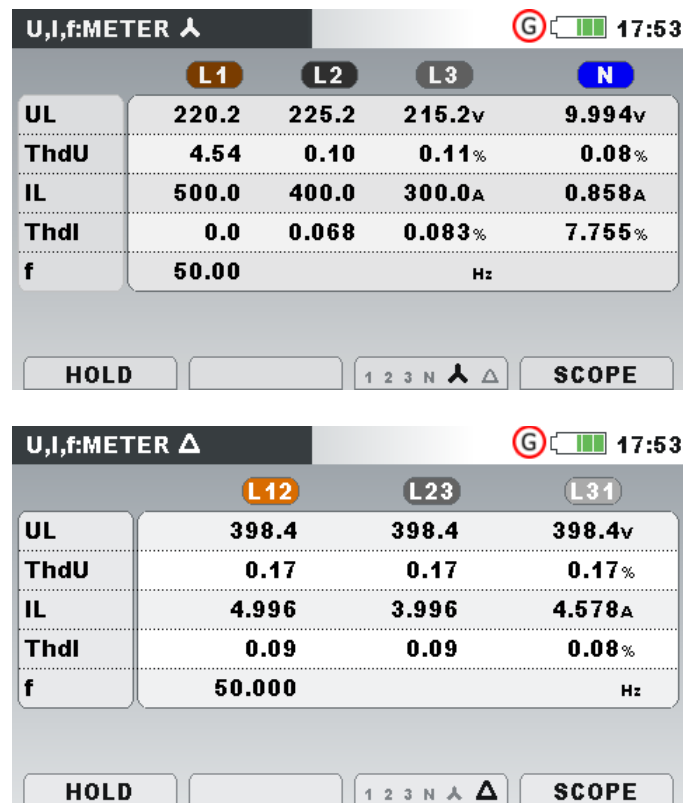 U,I,f:METER G 17:53
L1 L2 L3 N
UL 220.2 225.2 215.2V 9.994V
ThdU 4.54 0.10 0.11% 0.08%
IL 500.0 400.0 300.0A 0.858A
ThdI 0.0 0.068 0.083% 7.755%
f 50.00 Hz
HOLD 1 2 3 N 人 Δ SCOPE
U,I,f:METER Δ G 17:53
L12 L23 L31
UL 398.4 398.4 398.4V
ThdU 0.17 0.17 0.17%
IL 4.996 3.996 4.578A
ThdI 0.09 0.09 0.08%
f 50.000 Hz
HOLD 1 2 3 N 人 Δ SCOPE